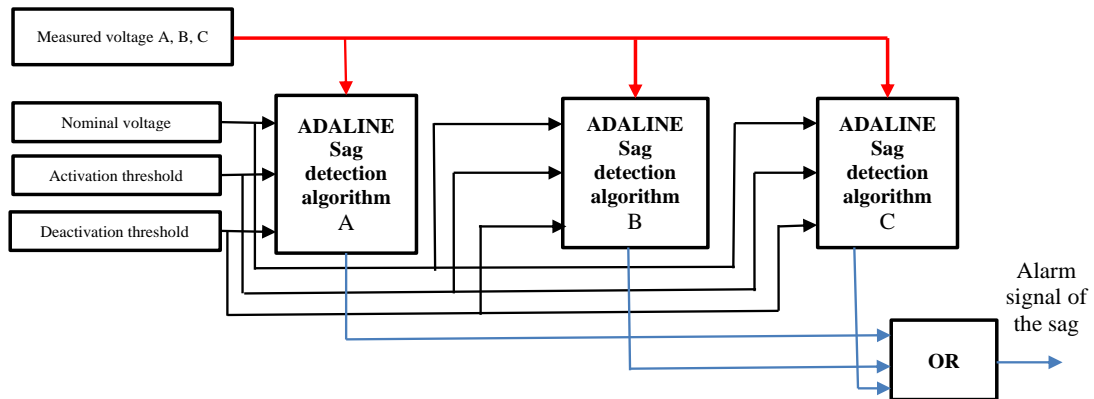 Measured voltage A, B, C
Nominal voltage
Activation threshold
Deactivation threshold
ADALINE
Sag
detection
algorithm
A
ADALINE
Sag
detection
algorithm
B
ADALINE
Sag
detection
algorithm
C
Alarm
signal of
the sag
OR